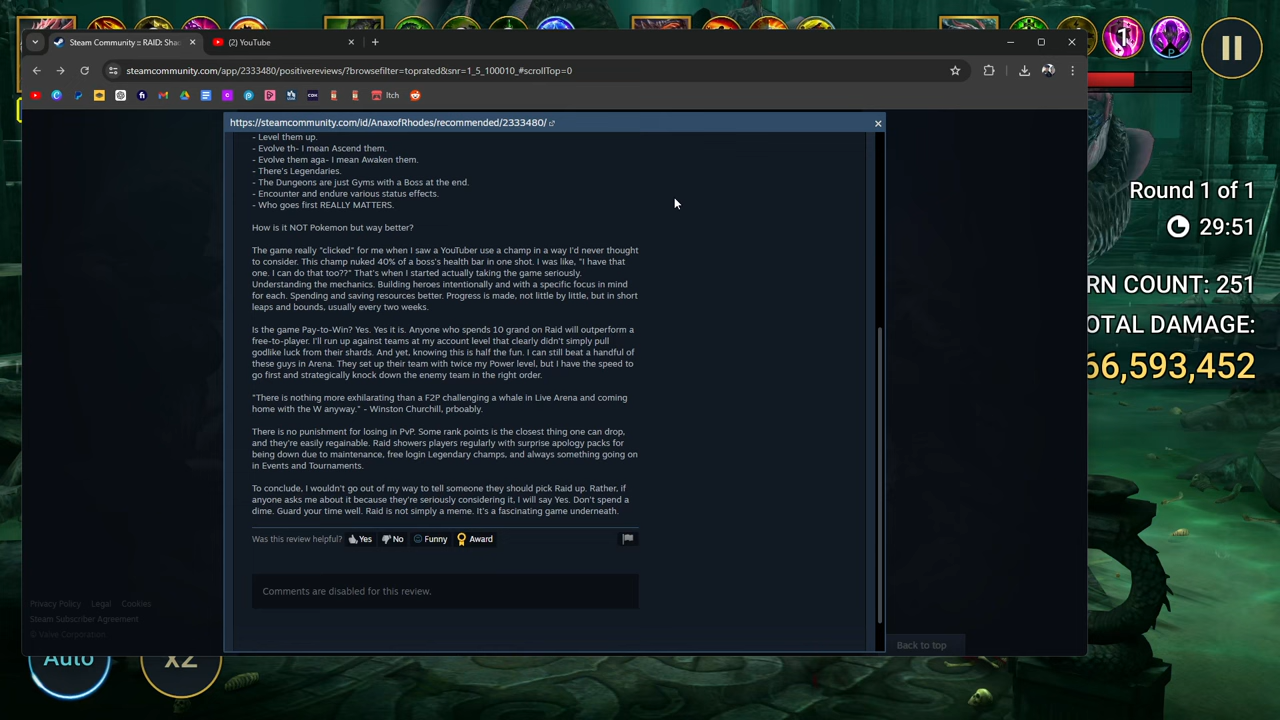 Steam Community :: RAID: Sha
(2) YouTube
steamcommunity.com/app/2333480/positivereviews/?browsefilter=toprated&snr=1_5_100010_#scrollTop=0
Itch
https://steamcommunity.com/id/AnaxofRhodes/recommended/2333480/
- Level them up.
- Evolve th- I mean Ascend them.
- Evolve them aga- I mean Awaken them.
- There's Legendaries.
- The Dungeons are just Gyms with a Boss at the end.
- Encounter and endure various status effects.
- Who goes first REALLY MATTERS.
How is it NOT Pokemon but way better?
The game really "clicked" for me when I saw a YouTuber use a champ in a way I'd never thought
to consider. This champ nuked 40% of a boss's health bar in one shot. I was like, "I have that
one. I can do that too??" That's when I started actually taking the game seriously.
Understanding the mechanics. Building heroes intentionally and with a specific focus in mind
for each. Spending and saving resources better. Progress is made, not little by little, but in short
leaps and bounds, usually every two weeks.
Is the game Pay-to-Win? Yes. Yes it is. Anyone who spends 10 grand on Raid will outperform a
free-to-player. I'll run up against teams at my account level that clearly didn't simply pull
godlike luck from their shards. And yet, knowing this is half the fun. I can still beat a handful of
these guys in Arena. They set up their team with twice my Power level, but I have the speed to
go first and strategically knock down the enemy team in the right order.
"There is nothing more exhilarating than a F2P challenging a whale in Live Arena and coming
home with the W anyway." - Winston Churchill, prboably.
There is no punishment for losing in PvP. Some rank points is the closest thing one can drop,
and they're easily regainable. Raid showers players regularly with surprise apology packs for
being down due to maintenance, free login Legendary champs, and always something going on
in Events and Tournaments.
To conclude, I wouldn't go out of my way to tell someone they should pick Raid up. Rather, if
anyone asks me about it because they're seriously considering it, I will say Yes. Don't spend a
dime. Guard your time well. Raid is not simply a meme. It's a fascinating game underneath.
Was this review helpful? Yes No Funny Award
Comments are disabled for this review.
Privacy Policy Legal Cookies
Steam Subscriber Agreement
© Valve Corporation
Back to top
Round 1 of 1
29:51
RN COUNT: 251
OTAL DAMAGE:
66,593,452
Auto
x2